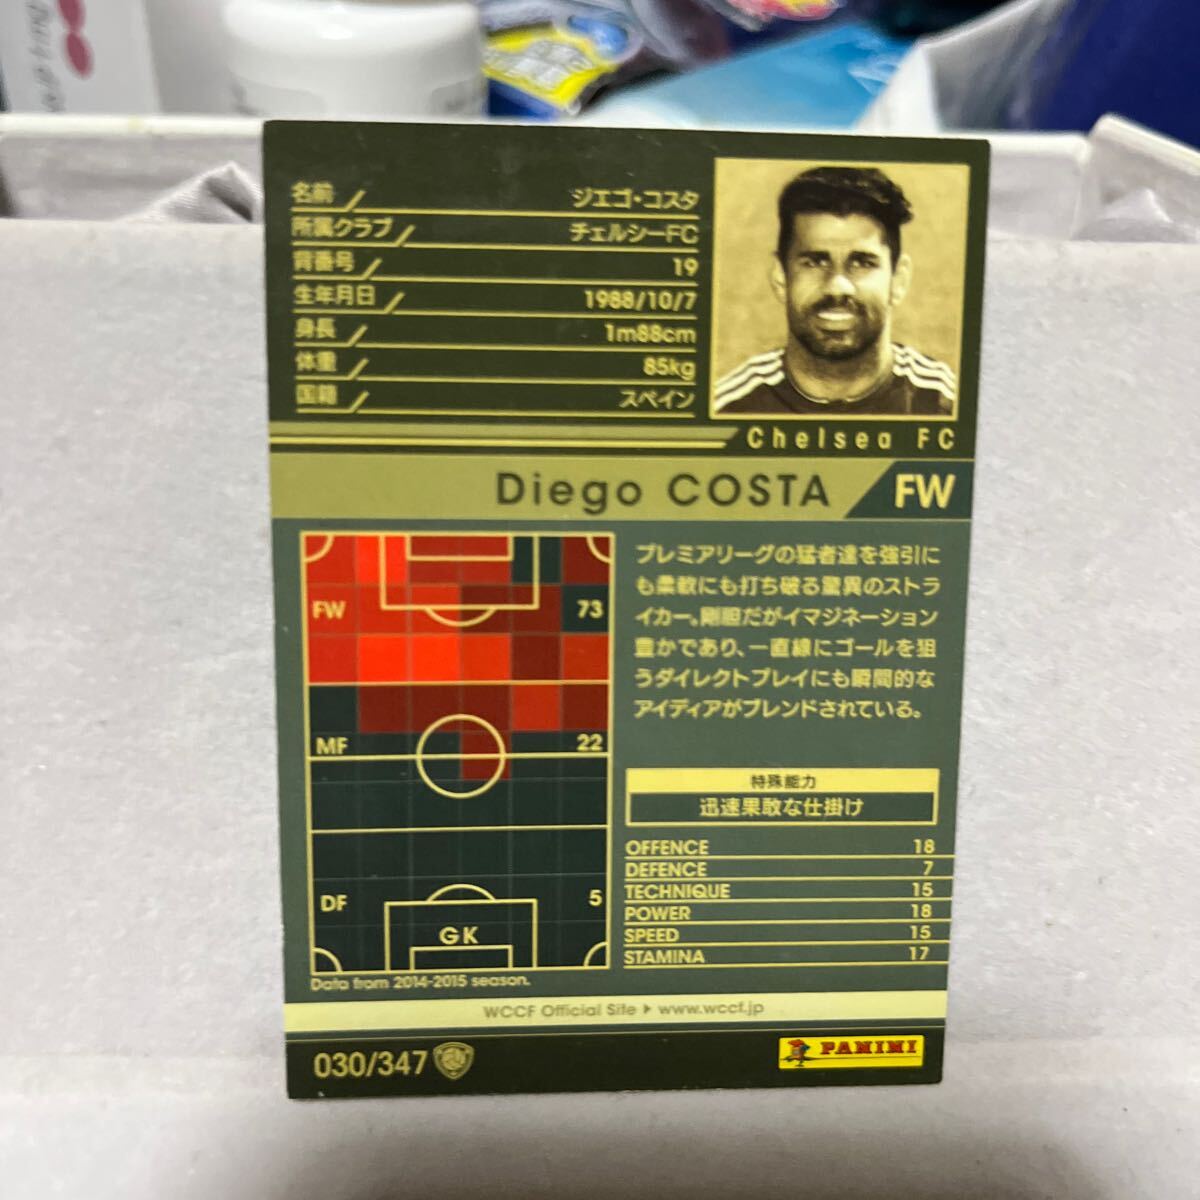 名前 ジエゴ・コスタ
所属クラブ チェルシーFC
背番号 19
生年月日 1988/10/7
身長 1m88cm
体重 85kg
国籍 スペイン
Chelsea FC
Diego COSTA FW
プレミアリーグの猛者達を強引に
も柔軟にも打ち破る驚異のストラ
イカー。剛胆だがイマジネーション
豊かであり、一直線にゴールを狙
うダイレクトプレイにも瞬間的な
アイディアがブレンドされている。
FW 73
MF 22
DF 5
GK
特殊能力
迅速果敢な仕掛け
OFFENCE 18
DEFENCE 7
TECHNIQUE 15
POWER 18
SPEED 15
STAMINA 17
Data from 2014-2015 season.
WCCF Official Site ▶ www.wccf.jp
030/347
PANINI